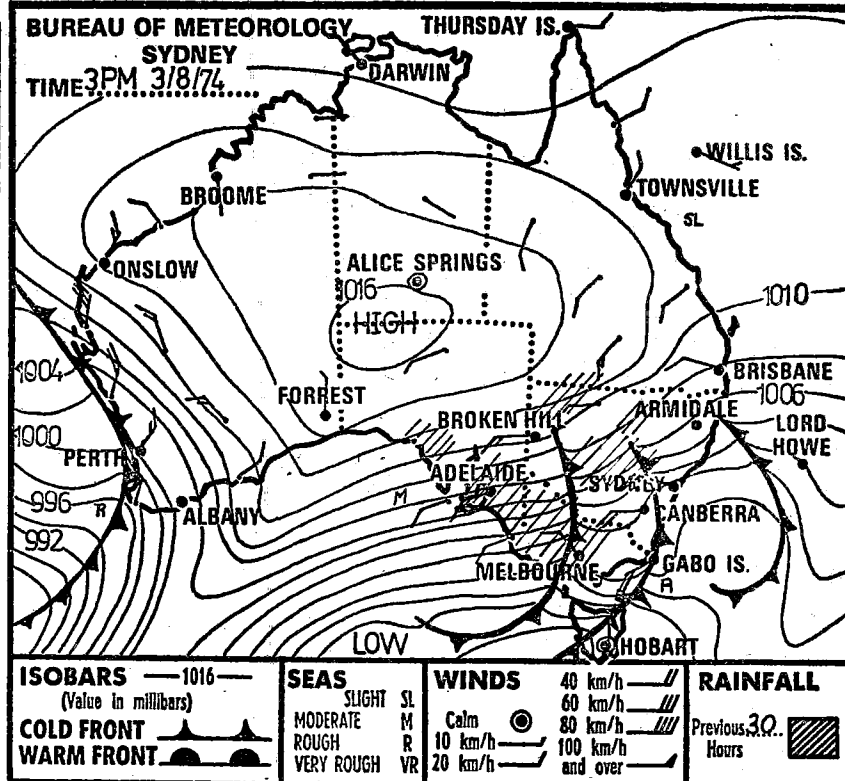 BUREAU OF METEOROLOGY
SYDNEY
TIME 3PM 3/8/74
THURSDAY IS.
DARWIN
WILLIS IS.
BROOME
TOWNSVILLE
SL
ONSLOW
ALICE SPRINGS
1016
HIGH
1010
1004
BRISBANE
1006
FORREST
ARMIDALE
BROKEN HILL
LORD
HOWE
1000
PERTH
ADELAIDE
SYDNEY
996
R
M
ALBANY
CANBERRA
992
MELBOURNE
GABO IS.
R
LOW
HOBART
ISOBARS —1016—
(Value in millibars)
COLD FRONT
WARM FRONT
SEAS
SLIGHT SL
MODERATE M
ROUGH R
VERY ROUGH VR
WINDS
Calm
10 km/h
20 km/h
40 km/h
60 km/h
80 km/h
100 km/h
and over
RAINFALL
Previous 30
Hours